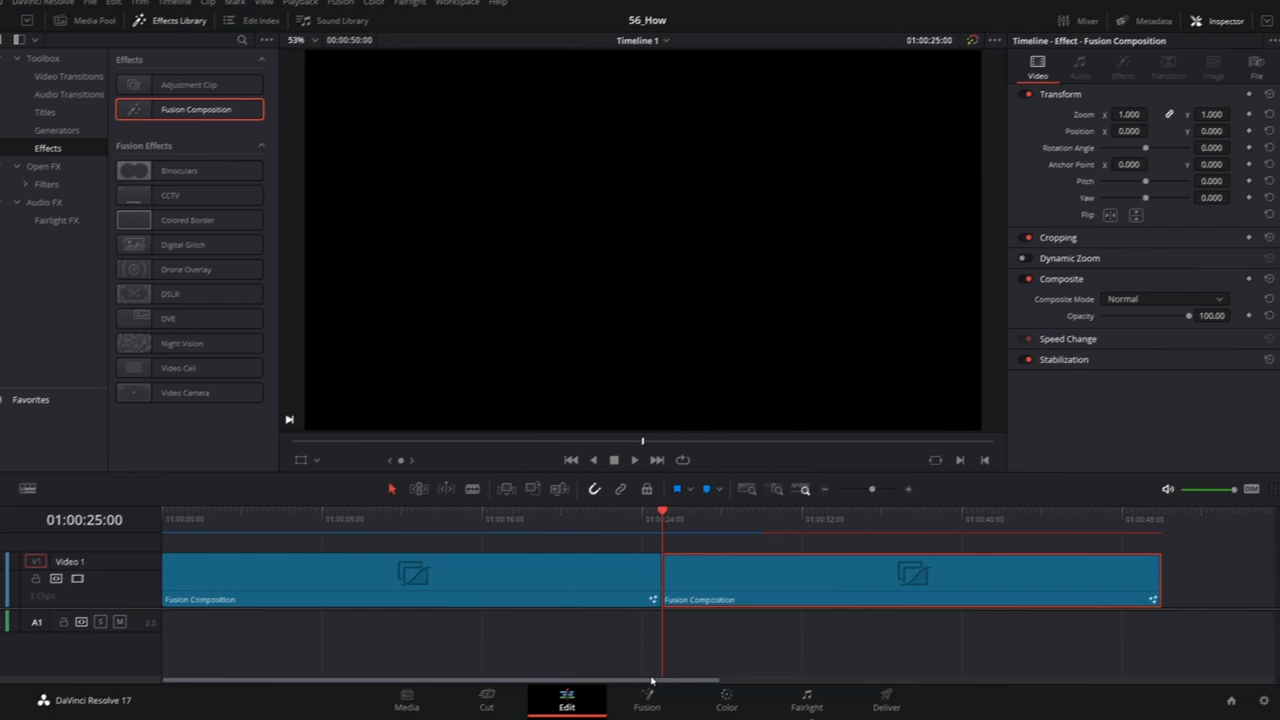 DaVinci Resolve File Edit Trim Timeline Clip Mark View Playback Fusion Color Fairlight Workspace Help
Media Pool Effects Library Edit Index Sound Library 56_How Mixer Metadata Inspector
53% 00:00:50:00 Timeline 1 01:00:25:00 Timeline - Effect - Fusion Composition
Toolbox
Video Transitions
Audio Transitions
Titles
Generators
Effects
Open FX
Filters
Audio FX
Fairlight FX
Favorites
Effects
Adjustment Clip
Fusion Composition
Fusion Effects
Binoculars
CCTV
Colored Border
Digital Glitch
Drone Overlay
DSLR
DVE
Night Vision
Video Call
Video Camera
Video Audio Effects Transition Image File
Transform
Zoom X 1.000 Y 1.000
Position X 0.000 Y 0.000
Rotation Angle 0.000
Anchor Point X 0.000 Y 0.000
Pitch 0.000
Yaw 0.000
Flip
Cropping
Dynamic Zoom
Composite
Composite Mode Normal
Opacity 100.00
Speed Change
Stabilization
DIM
01:00:25:00 01:00:00:00 01:00:08:00 01:00:16:00 01:00:24:00 01:00:32:00 01:00:40:00 01:00:48:00
V1 Video 1
2 Clips
Fusion Composition Fusion Composition
A1 S M 2.0
DaVinci Resolve 17 Media Cut Edit Fusion Color Fairlight Deliver